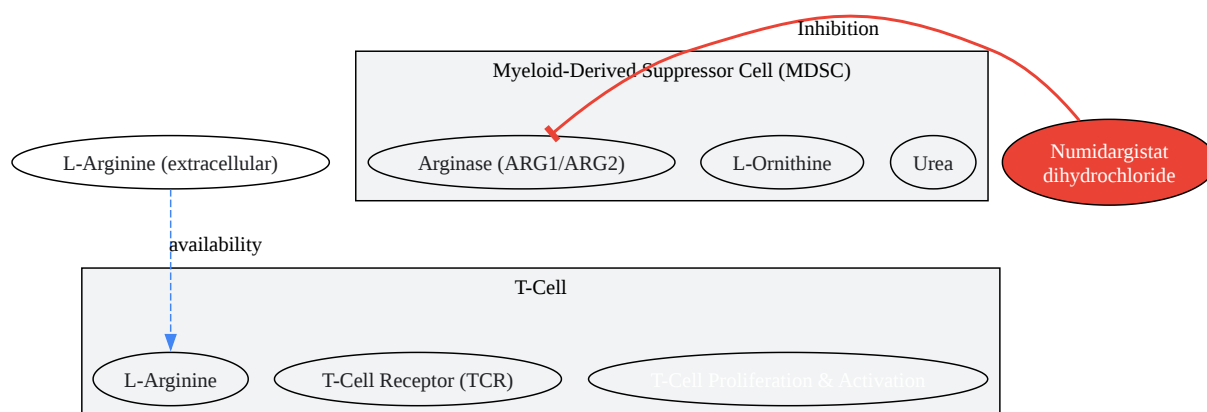 Inhibition
Myeloid-Derived Suppressor Cell (MDSC)
L-Arginine (extracellular)
Arginase (ARG1/ARG2)
L-Ornithine
Urea
Numidargistat
dihydrochloride
availability
T-Cell
L-Arginine
T-Cell Receptor (TCR)
T-Cell Proliferation & Activation